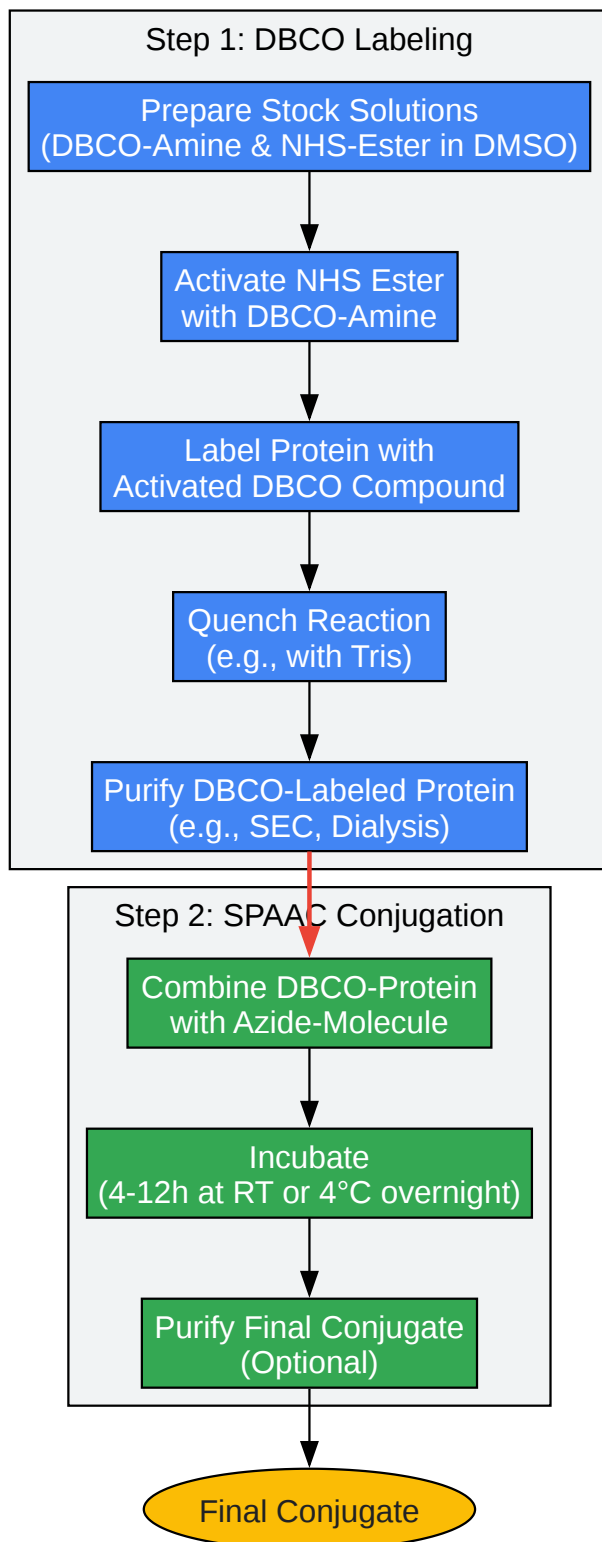 Step 1: DBCO Labeling
Prepare Stock Solutions
(DBCO-Amine & NHS-Ester in DMSO)
Activate NHS Ester
with DBCO-Amine
Label Protein with
Activated DBCO Compound
Quench Reaction
(e.g., with Tris)
Purify DBCO-Labeled Protein
(e.g., SEC, Dialysis)
Step 2: SPAAC Conjugation
Combine DBCO-Protein
with Azide-Molecule
Incubate
(4-12h at RT or 4°C overnight)
Purify Final Conjugate
(Optional)
Final Conjugate